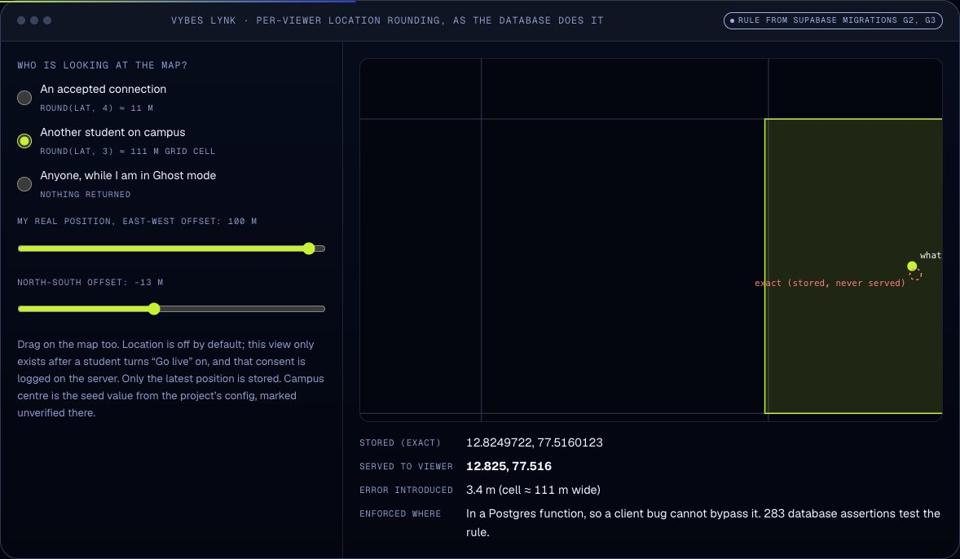 VYBES LYNK · PER-VIEWER LOCATION ROUNDING, AS THE DATABASE DOES IT
RULE FROM SUPABASE MIGRATIONS G2, G3
WHO IS LOOKING AT THE MAP?
An accepted connection
ROUND(LAT, 4) ≈ 11 M
Another student on campus
ROUND(LAT, 3) ≈ 111 M GRID CELL
Anyone, while I am in Ghost mode
NOTHING RETURNED
MY REAL POSITION, EAST-WEST OFFSET: 100 M
NORTH-SOUTH OFFSET: -13 M
Drag on the map too. Location is off by default; this view only
exists after a student turns “Go live” on, and that consent is
logged on the server. Only the latest position is stored. Campus
centre is the seed value from the project's config, marked
unverified there.
what
exact (stored, never served)
STORED (EXACT) 12.8249722, 77.5160123
SERVED TO VIEWER 12.825, 77.516
ERROR INTRODUCED 3.4 m (cell ≈ 111 m wide)
ENFORCED WHERE In a Postgres function, so a client bug cannot bypass it. 283 database assertions test the
rule.